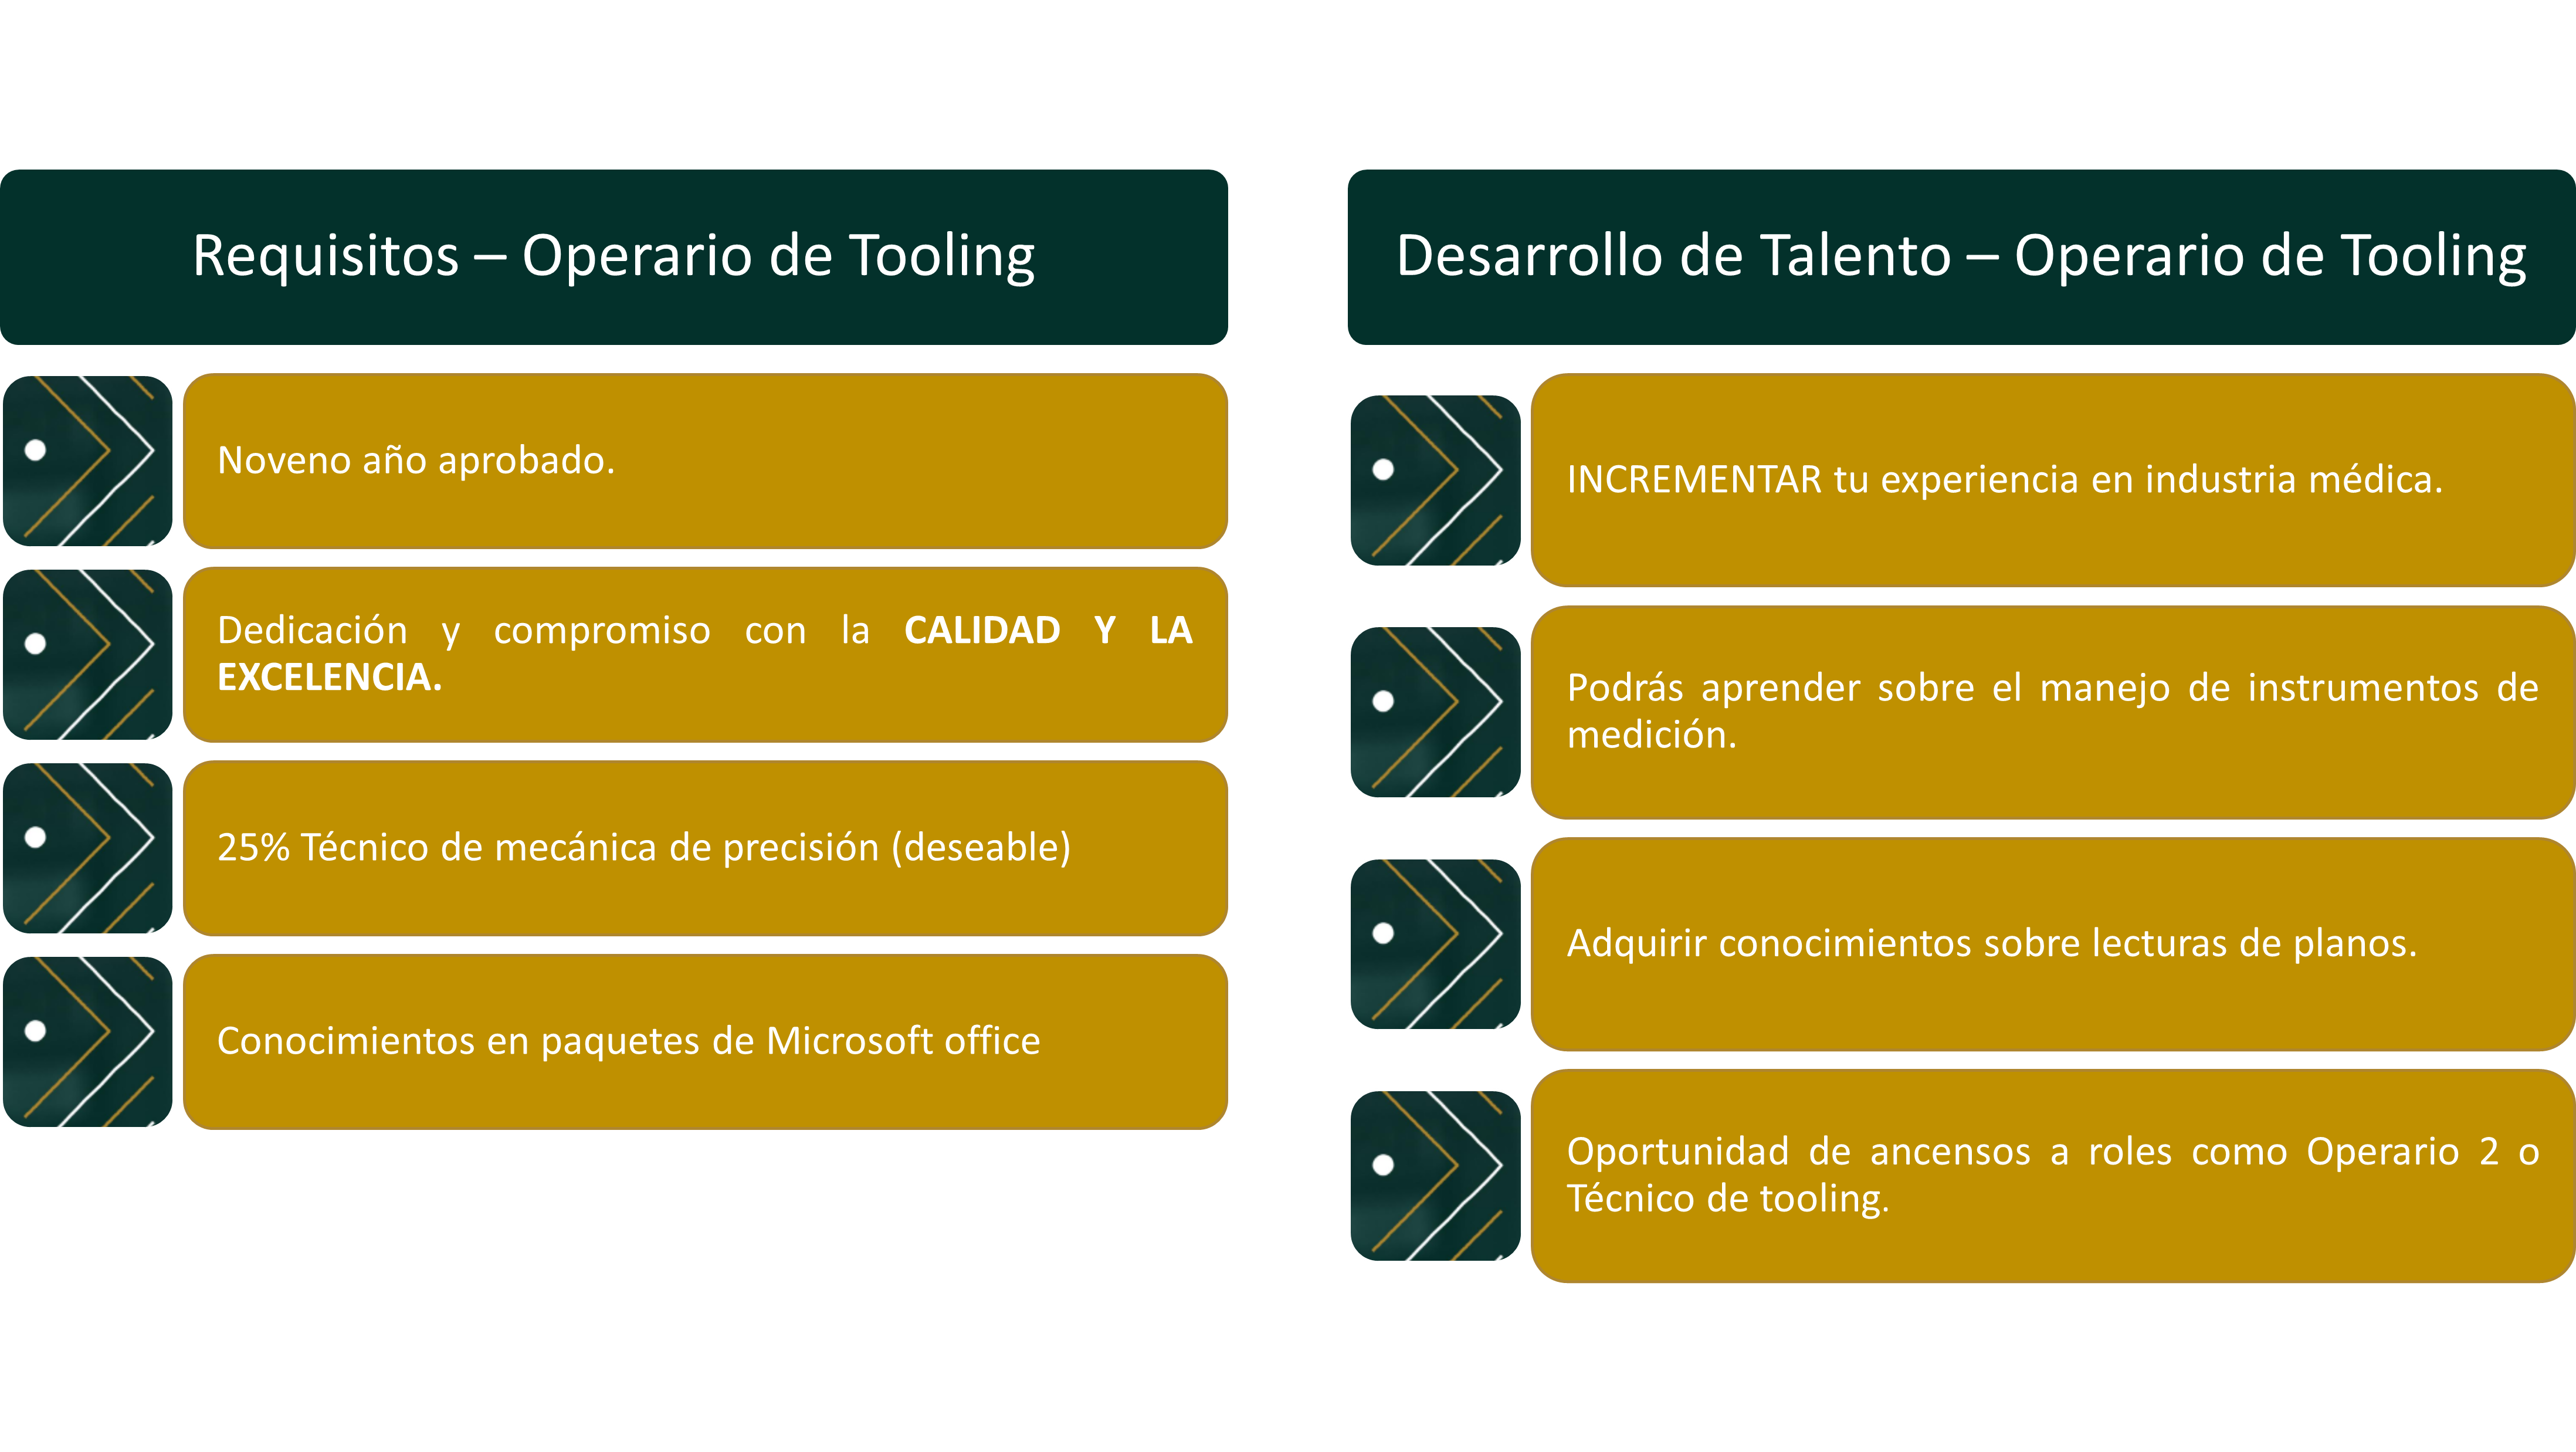 Requisitos – Operario de Tooling
Noveno año aprobado.
Dedicación y compromiso con la CALIDAD Y LA
EXCELENCIA.
25% Técnico de mecánica de precisión (deseable)
Conocimientos en paquetes de Microsoft office
Desarrollo de Talento – Operario de Tooling
INCREMENTAR tu experiencia en industria médica.
Podrás aprender sobre el manejo de instrumentos de
medición.
Adquirir conocimientos sobre lecturas de planos.
Oportunidad de ancensos a roles como Operario 2 o
Técnico de tooling.